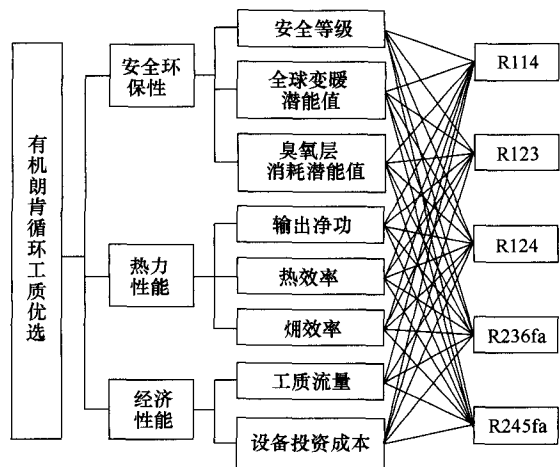 有机朗肯循环工质优选
安全环
保性
热力
性能
经济
性能
安全等级
全球变暖
潜能值
臭氧层
消耗潜能值
输出净功
热效率
㶲效率
工质流量
设备投资成本
R114
R123
R124
R236fa
R245fa